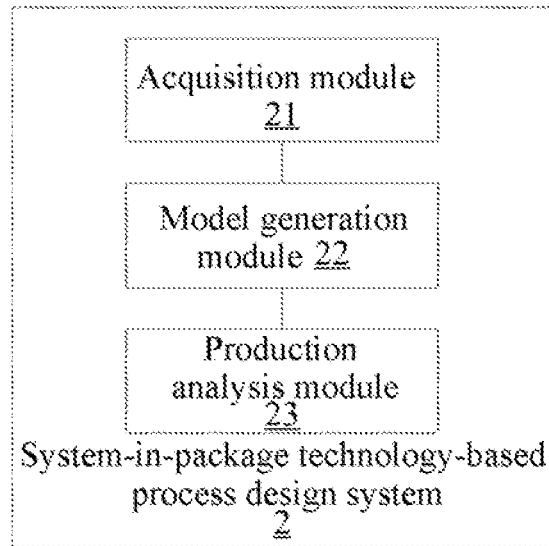 Acquisition module
21
Model generation
module 22
Production
analysis module
23
System-in-package technology-based
process design system
2